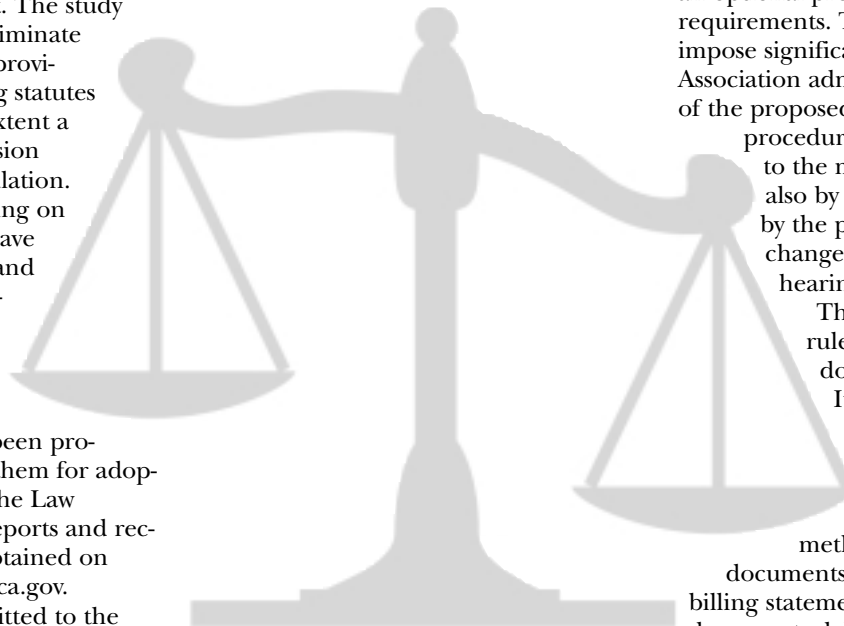 . The study
iminate
provi-
g statutes
xtent a
sion
lation.
ing on
ave
and
-
been pro-
them for adop-
he Law
eports and rec-
tained on
ca.gov.
itted to the
requirements. T
impose significa
Association adm
of the proposed
procedur
to the n
also by
by the p
change
hearin
Th
rule
do
I
meth
documents
billing stateme